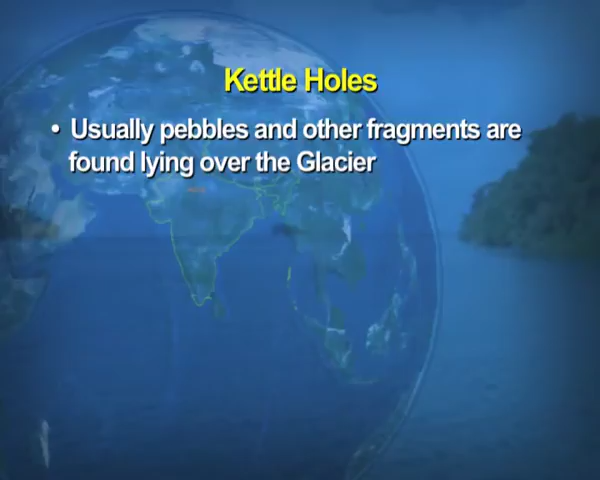 Kettle Holes
• Usually pebbles and other fragments are
found lying over the Glacier